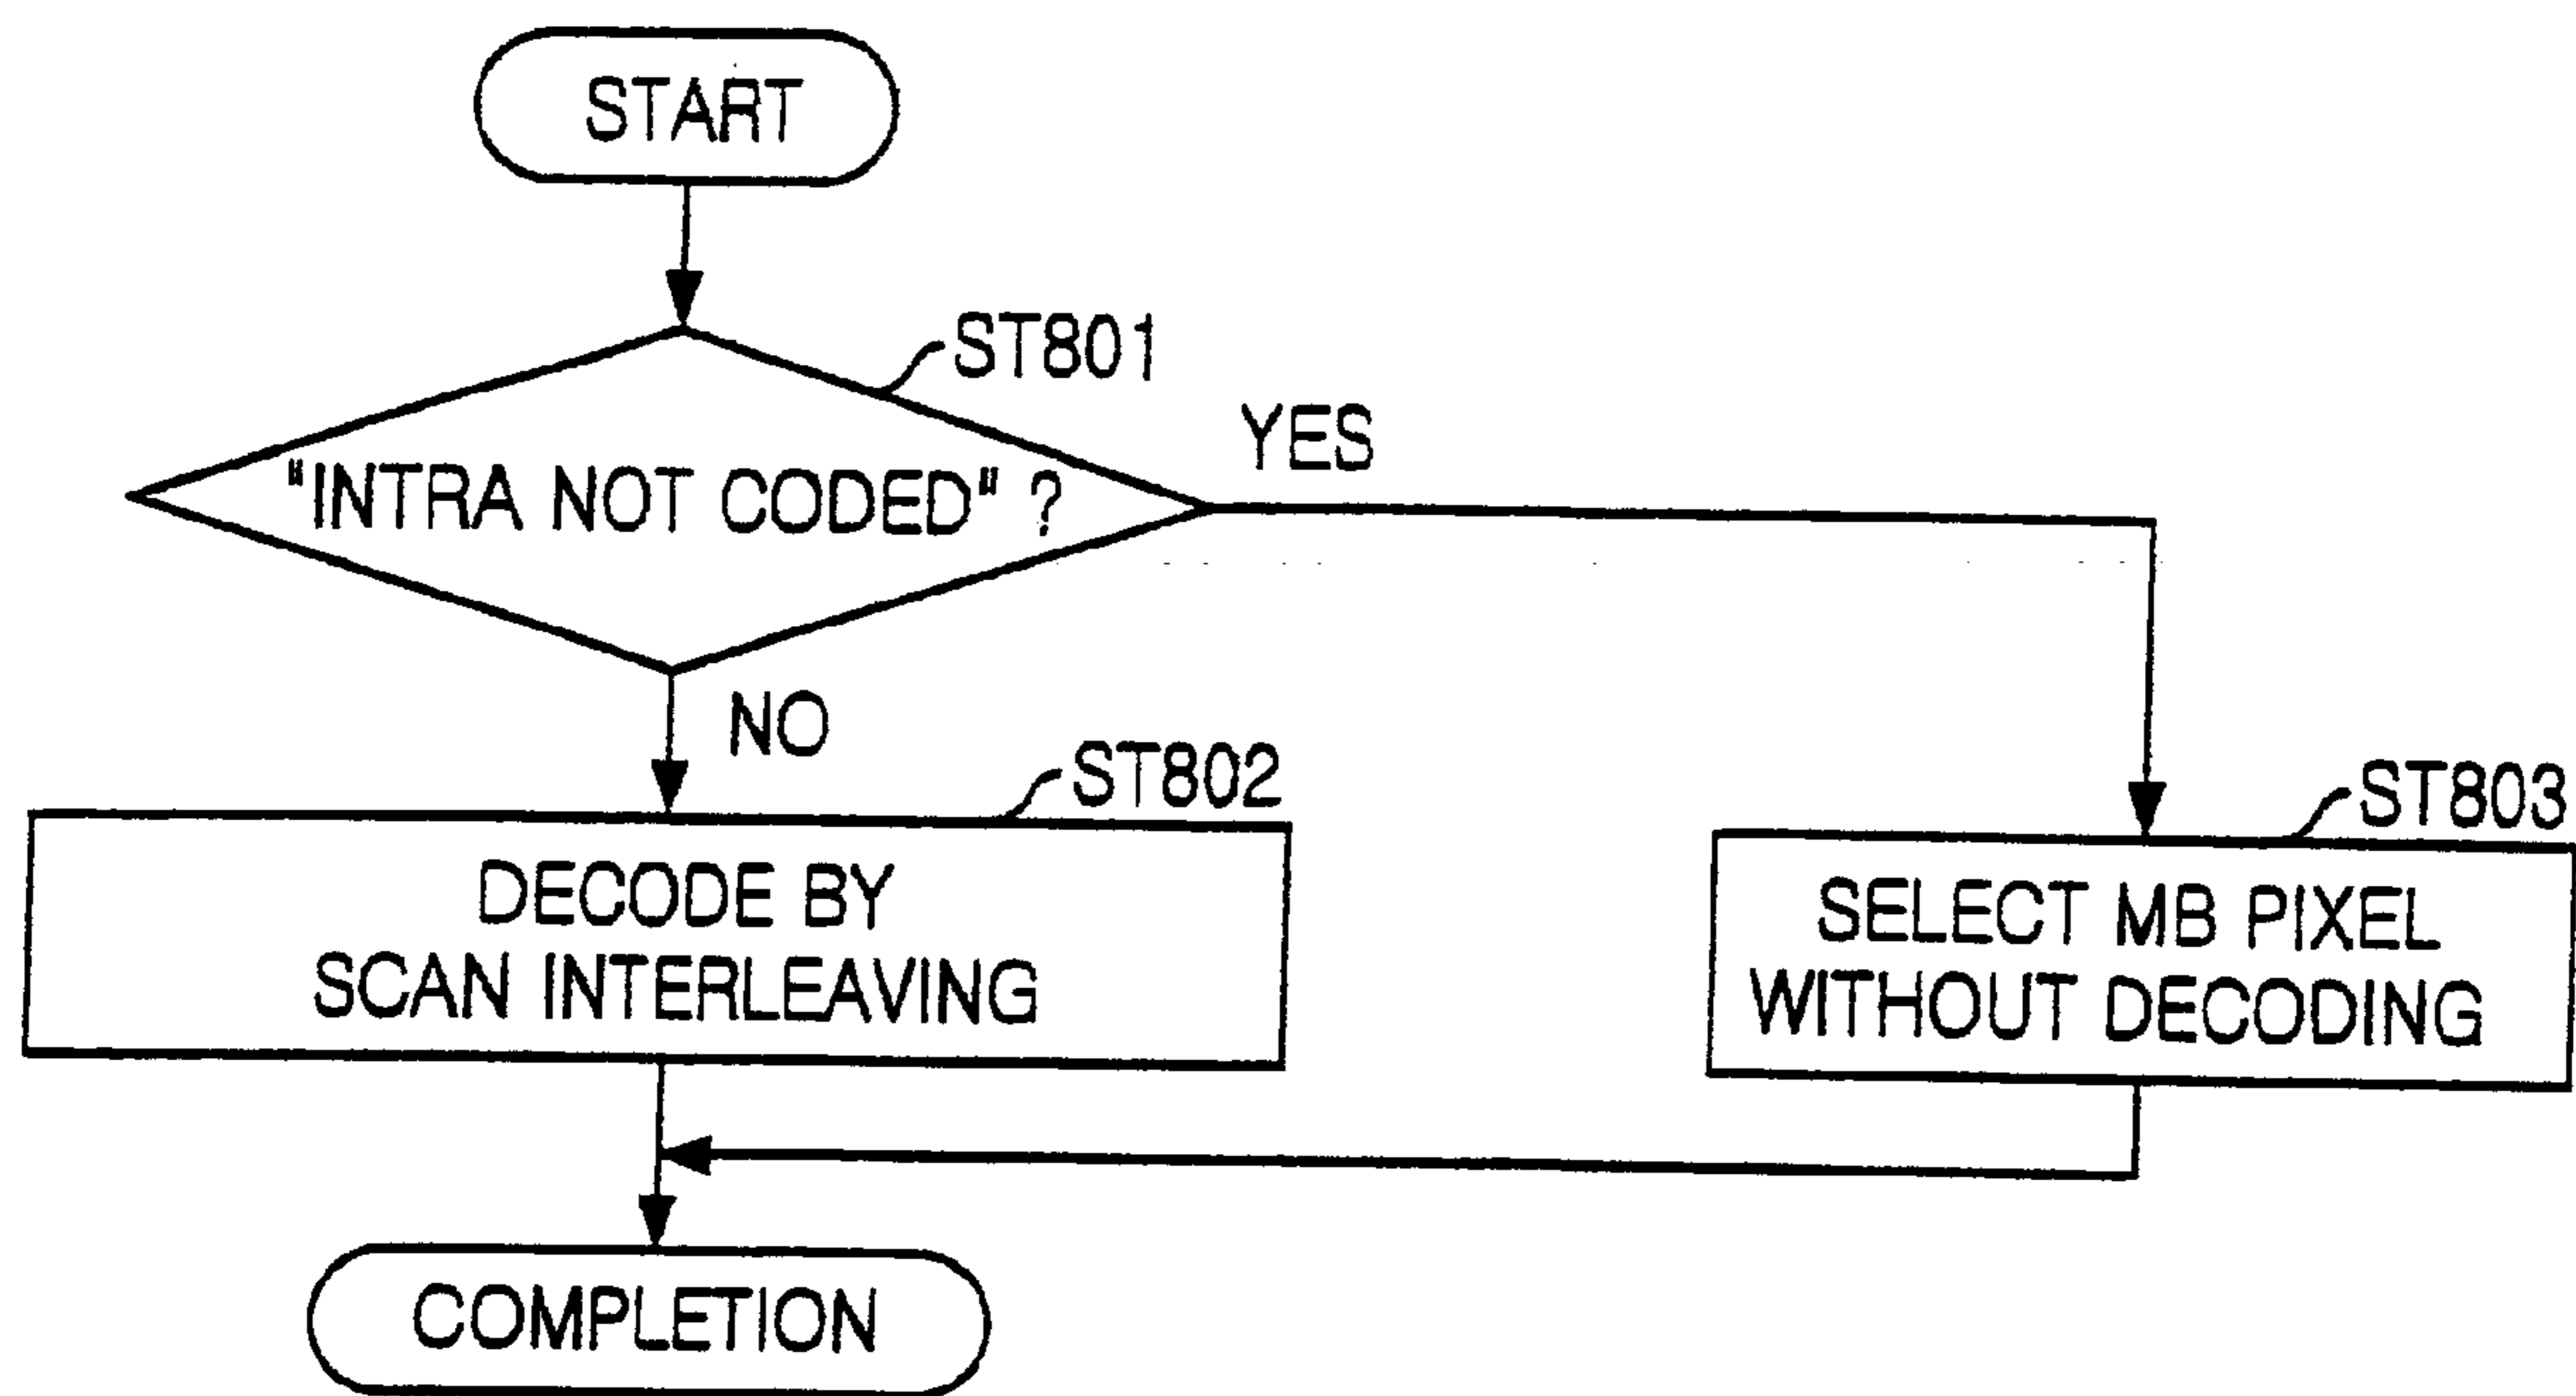 START
ST801
"INTRA NOT CODED" ?
YES
NO
ST802
DECODE BY
SCAN INTERLEAVING
ST803
SELECT MB PIXEL
WITHOUT DECODING
COMPLETION